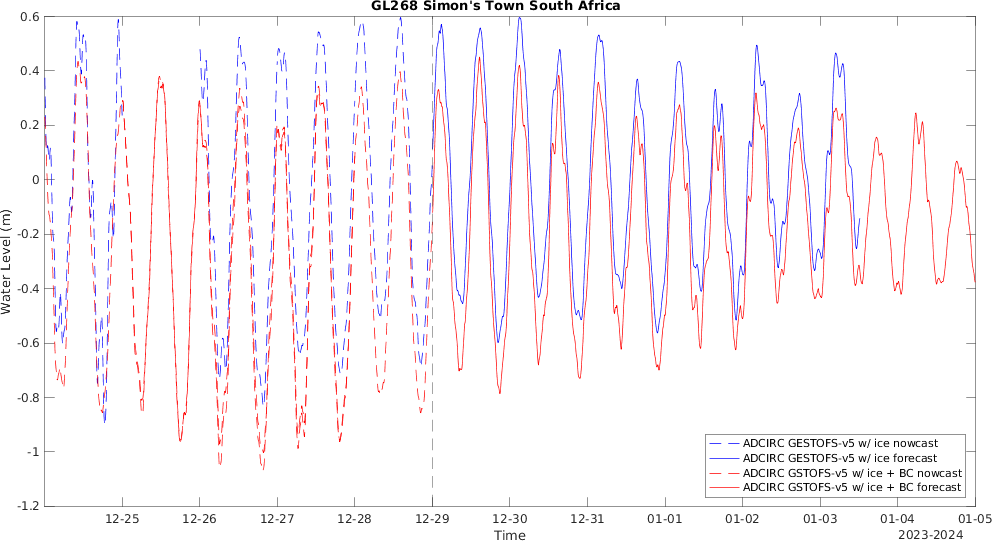 GL268 Simon's Town South Africa
0.6
0.4
0.2
0
-0.2
-0.4
-0.6
-0.8
-1
-1.2
Water Level (m)
ADCIRC GESTOFS-v5 w/ ice nowcast
ADCIRC GESTOFS-v5 w/ ice forecast
ADCIRC GSTOFS-v5 w/ ice + BC nowcast
ADCIRC GSTOFS-v5 w/ ice + BC forecast
12-25 12-26 12-27 12-28 12-29 12-30 12-31 01-01 01-02 01-03 01-04 01-05
Time
2023-2024